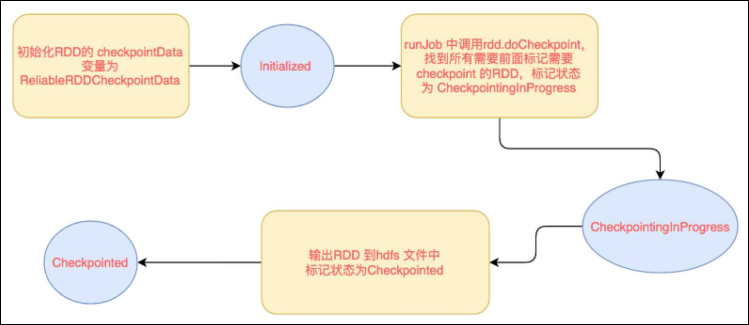 初始化RDD的 checkpointData
变量为
ReliableRDDCheckpointData
Initialized
runJob 中调用rdd.doCheckpoint,
找到所有需要前面标记需要
checkpoint 的RDD，标记状态
为 CheckpointingInProgress
CheckpointingInProgress
输出RDD 到hdfs 文件中
标记状态为Checkpointed
Checkpointed